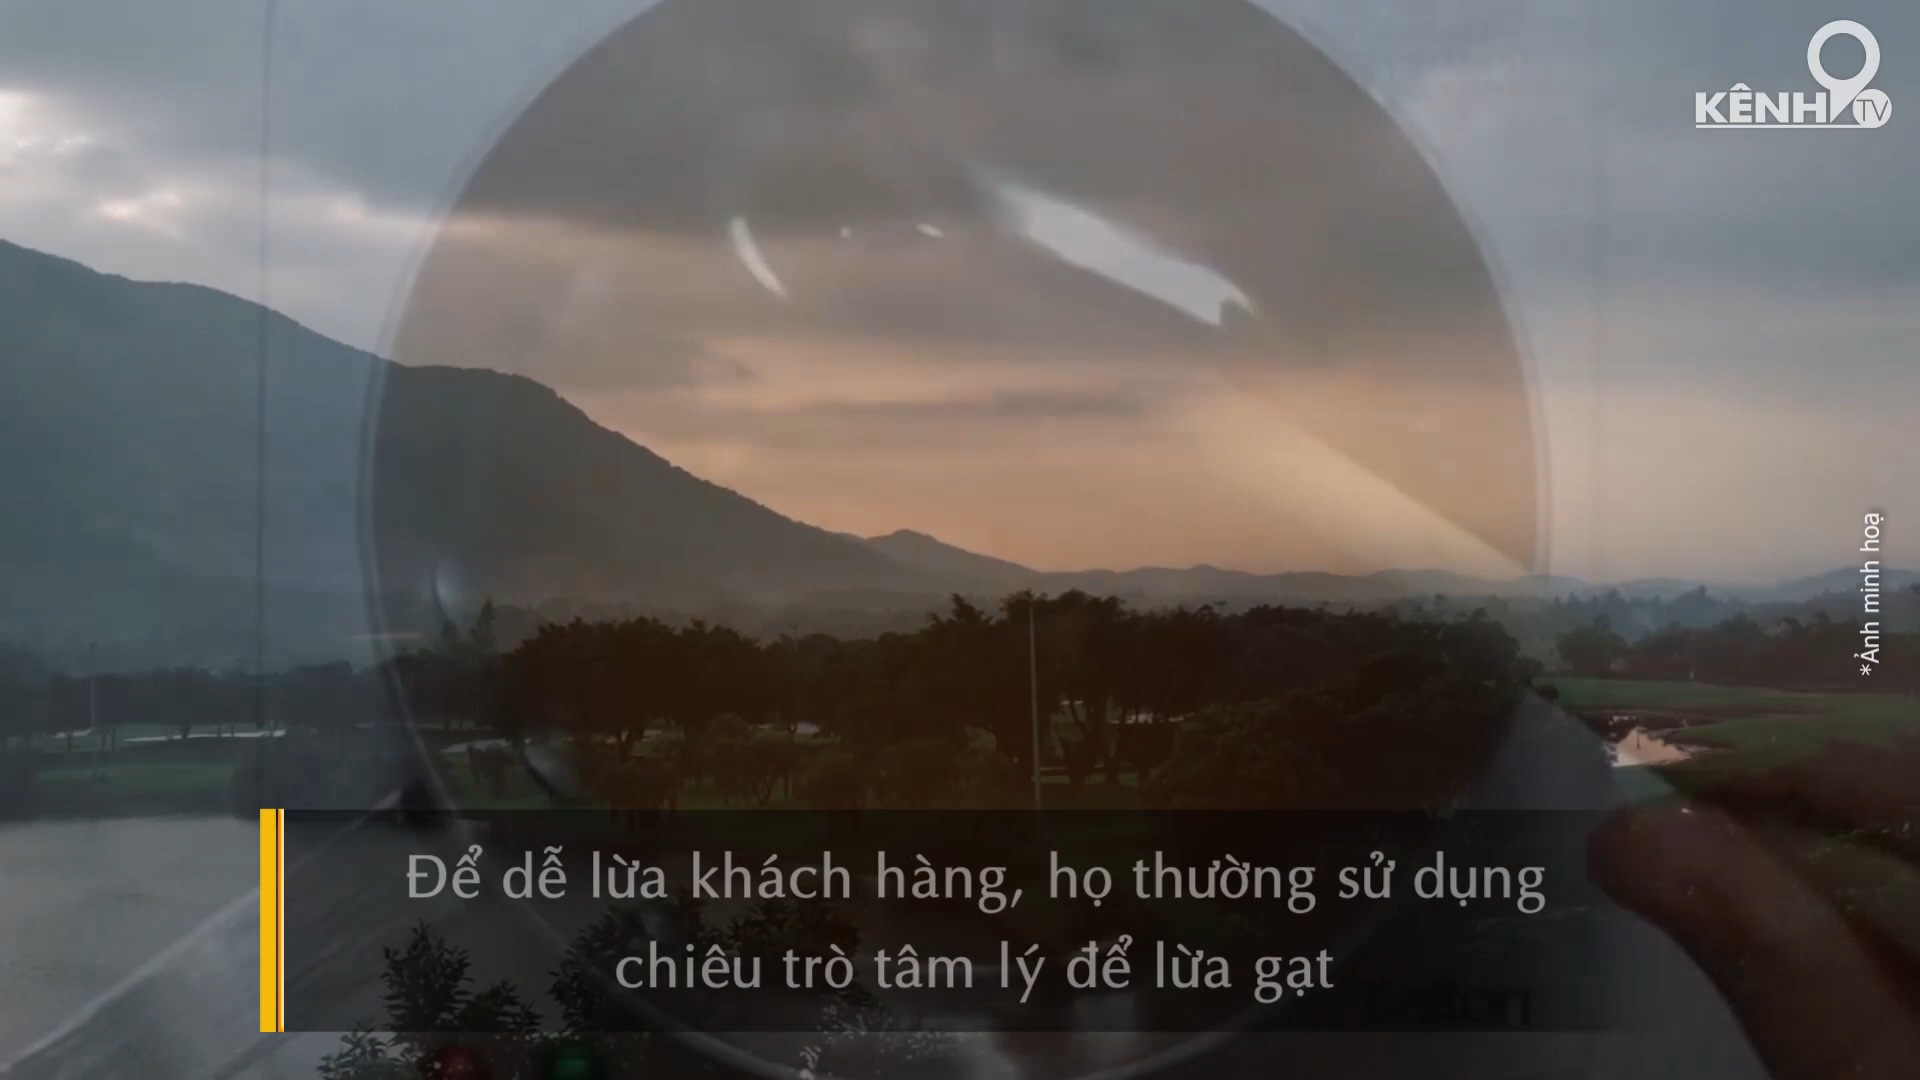 KÊNH TV
*Ảnh minh hoạ
Để dễ lừa khách hàng, họ thường sử dụng
chiêu trò tâm lý để lừa gạt